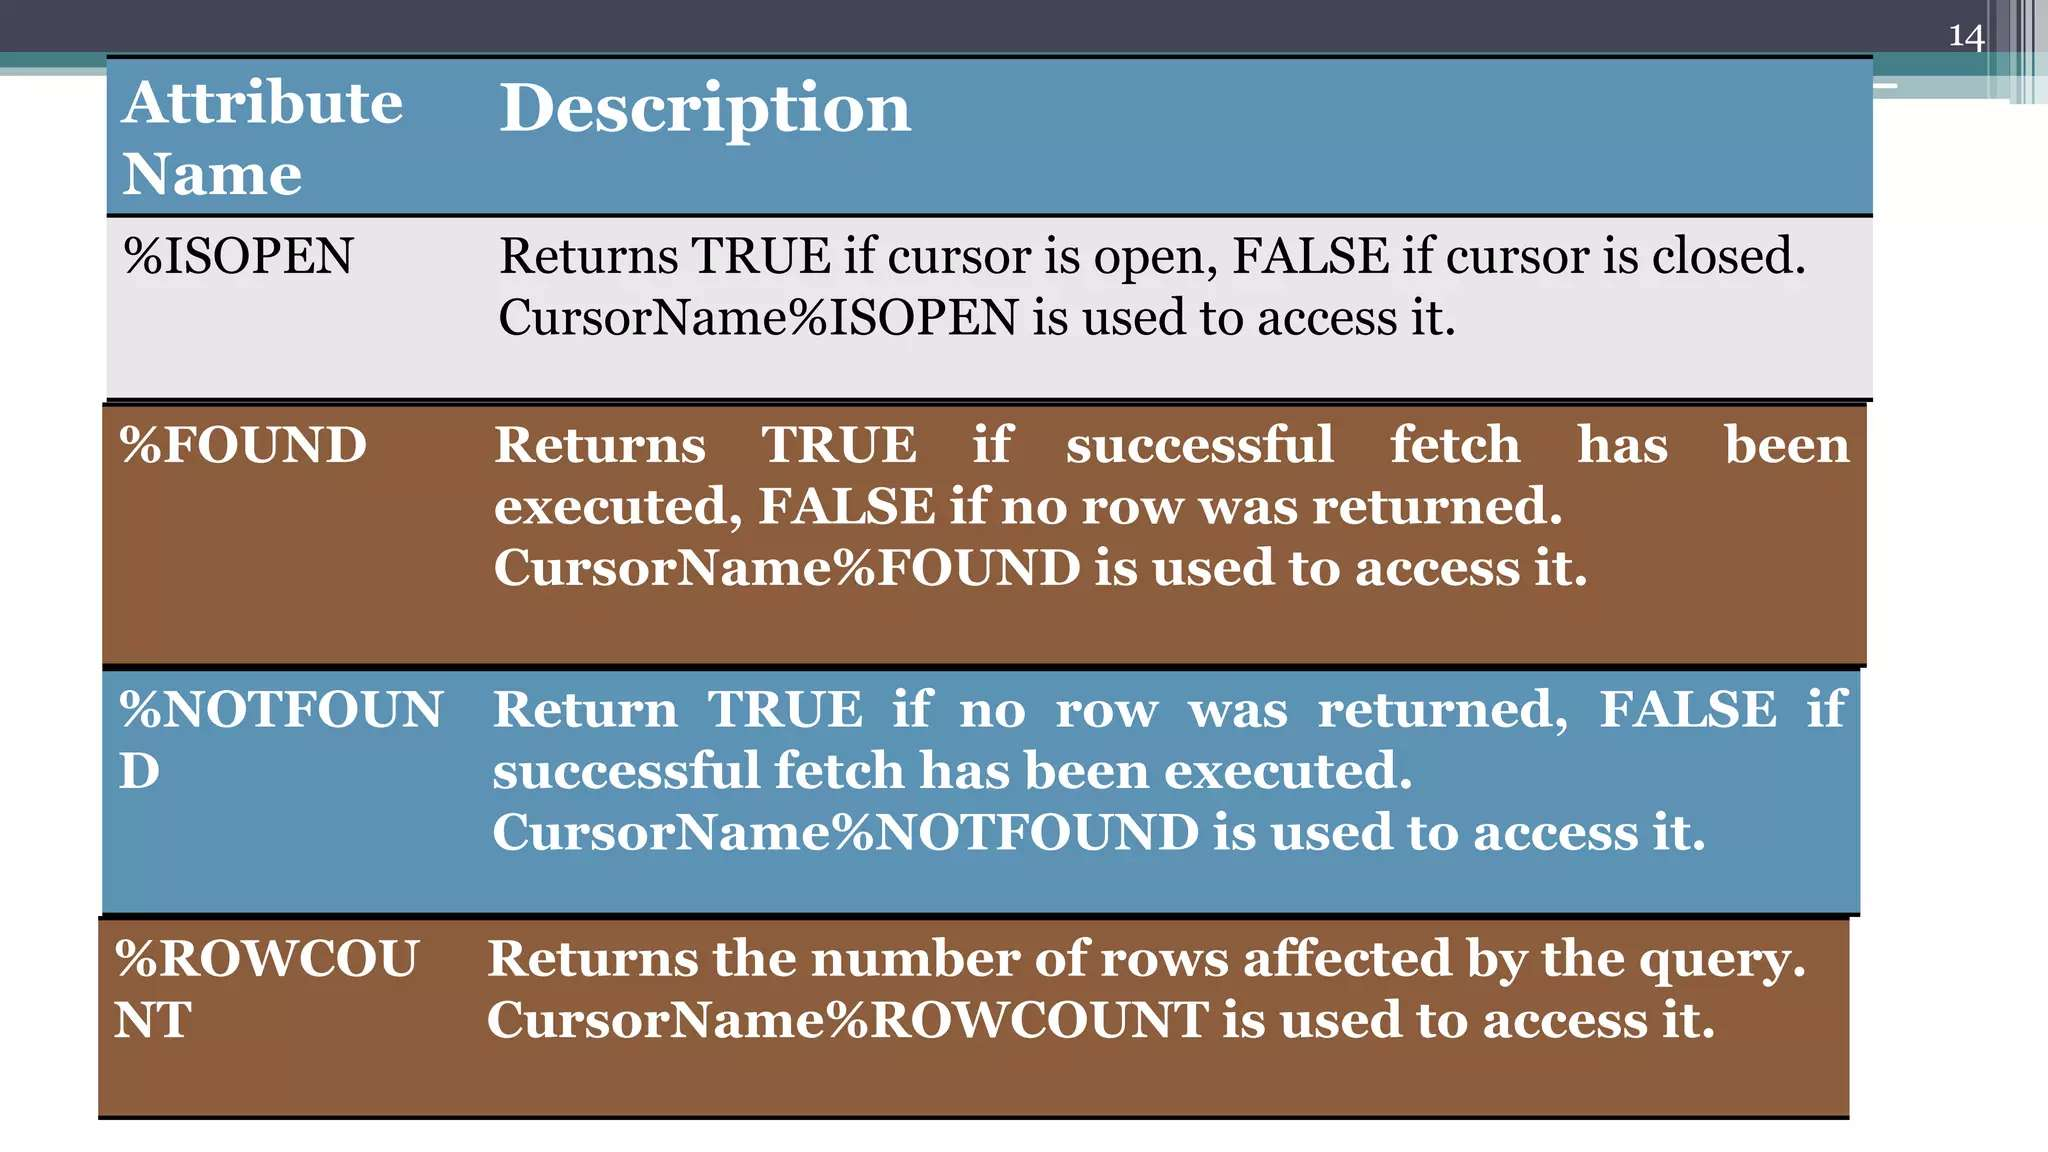 14
Attribute Name
Description
%ISOPEN
Returns TRUE if cursor is open, FALSE if cursor is closed.
CursorName%ISOPEN is used to access it.
%FOUND
Returns TRUE if successful fetch has been
executed, FALSE if no row was returned.
CursorName%FOUND is used to access it.
%NOTFOUN
D
Return TRUE if no row was returned, FALSE if
successful fetch has been executed.
CursorName%NOTFOUND is used to access it.
%ROWCOU
NT
Returns the number of rows affected by the query.
CursorName%ROWCOUNT is used to access it.